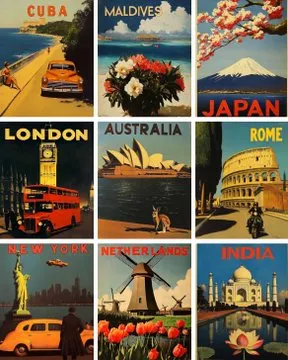 CUBA
MALDIVES
JAPAN
LONDON
AUSTRALIA
ROME
NEW YORK
NETHERLANDS
INDIA